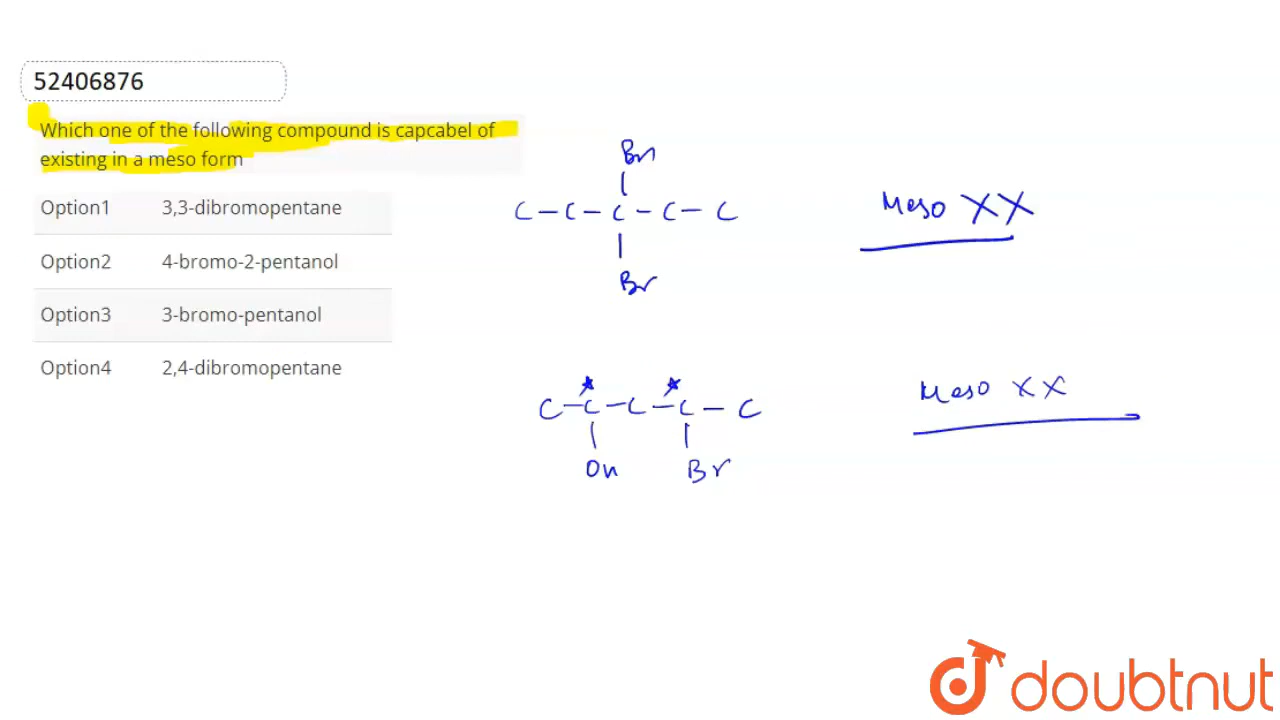 52406876
Which one of the following compound is capcabel of
existing in a meso form
Option1 3,3-dibromopentane
Option2 4-bromo-2-pentanol
Option3 3-bromo-pentanol
Option4 2,4-dibromopentane
Br
C - C - C - C - C
Br
Meso XX
C - C - C - C - C
OH Br
Meso XX
doubtnut